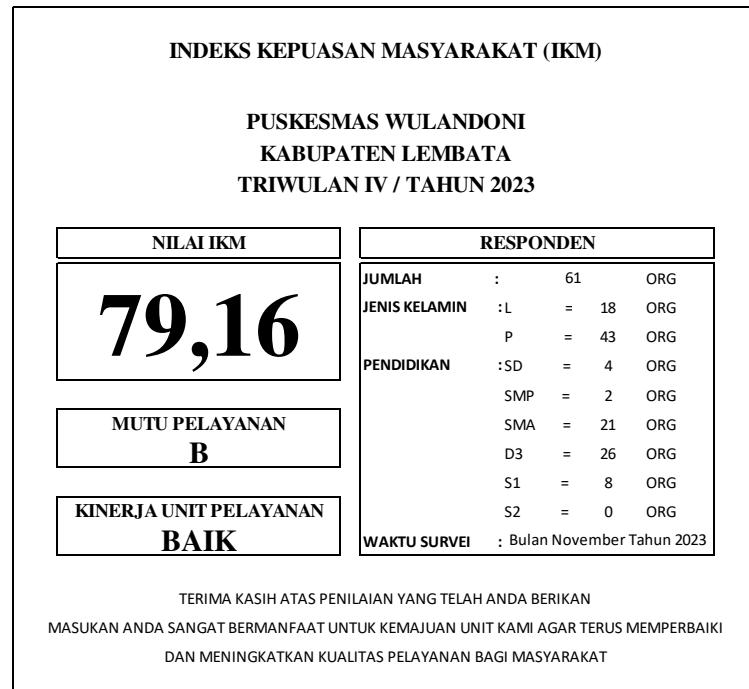 INDEKS KEPUASAN MASYARAKAT (IKM)
PUSKESMAS WULANDONI
KABUPATEN LEMBATA
TRIWULAN IV / TAHUN 2023
NILAI IKM
79,16
MUTU PELAYANAN
B
KINERJA UNIT PELAYANAN
BAIK
RESPONDEN
JUMLAH : 61 ORG
JENIS KELAMIN : L = 18 ORG
P = 43 ORG
PENDIDIKAN : SD = 4 ORG
SMP = 2 ORG
SMA = 21 ORG
D3 = 26 ORG
S1 = 8 ORG
S2 = 0 ORG
WAKTU SURVEI : Bulan November Tahun 2023
TERIMA KASIH ATAS PENILAIAN YANG TELAH ANDA BERIKAN
MASUKAN ANDA SANGAT BERMANFAAT UNTUK KEMAJUAN UNIT KAMI AGAR TERUS MEMPERBAIKI
DAN MENINGKATKAN KUALITAS PELAYANAN BAGI MASYARAKAT